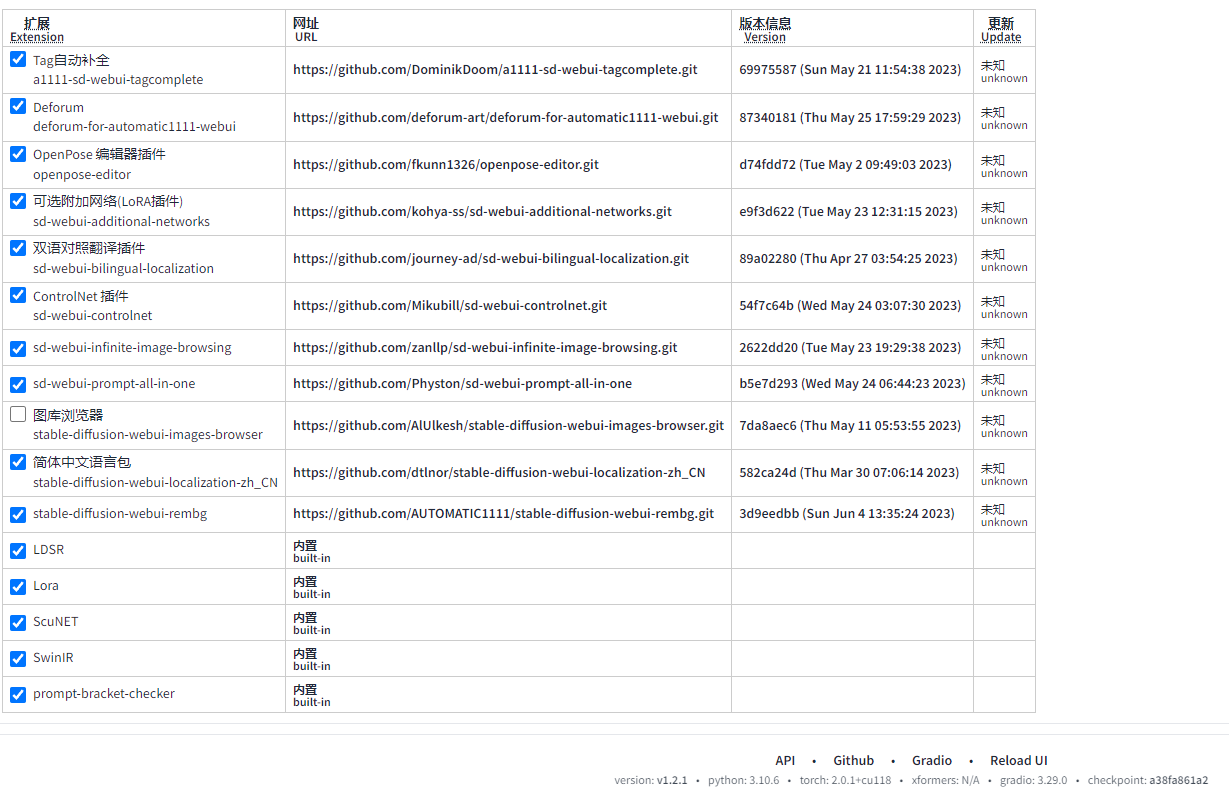 扩展 网址 版本信息 更新
Extension URL Version Update
Tag自动补全
a1111-sd-webui-tagcomplete
https://github.com/DominikDoom/a1111-sd-webui-tagcomplete.git
69975587 (Sun May 21 11:54:38 2023)
未知
unknown
Deforum
deforum-for-automatic1111-webui
https://github.com/deforum-art/deforum-for-automatic1111-webui.git
87340181 (Thu May 25 17:59:29 2023)
未知
unknown
OpenPose 编辑器插件
openpose-editor
https://github.com/fkunn1326/openpose-editor.git
d74fdd72 (Tue May 2 09:49:03 2023)
未知
unknown
可选附加网络(LoRA插件)
sd-webui-additional-networks
https://github.com/kohya-ss/sd-webui-additional-networks.git
e9f3d622 (Tue May 23 12:31:15 2023)
未知
unknown
双语对照翻译插件
sd-webui-bilingual-localization
https://github.com/journey-ad/sd-webui-bilingual-localization.git
89a02280 (Thu Apr 27 03:54:25 2023)
未知
unknown
ControlNet 插件
sd-webui-controlnet
https://github.com/Mikubill/sd-webui-controlnet.git
54f7c64b (Wed May 24 03:07:30 2023)
未知
unknown
sd-webui-infinite-image-browsing
https://github.com/zanllp/sd-webui-infinite-image-browsing.git
2622dd20 (Tue May 23 19:29:38 2023)
未知
unknown
sd-webui-prompt-all-in-one
https://github.com/Physton/sd-webui-prompt-all-in-one
b5e7d293 (Wed May 24 06:44:23 2023)
未知
unknown
图库浏览器
stable-diffusion-webui-images-browser
https://github.com/AlUlkesh/stable-diffusion-webui-images-browser.git
7da8aec6 (Thu May 11 05:53:55 2023)
未知
unknown
简体中文语言包
stable-diffusion-webui-localization-zh_CN
https://github.com/dtlnor/stable-diffusion-webui-localization-zh_CN
582ca24d (Thu Mar 30 07:06:14 2023)
未知
unknown
stable-diffusion-webui-rembg
https://github.com/AUTOMATIC1111/stable-diffusion-webui-rembg.git
3d9eedbb (Sun Jun 4 13:35:24 2023)
未知
unknown
LDSR
内置
built-in
Lora
内置
built-in
ScuNET
内置
built-in
SwinIR
内置
built-in
prompt-bracket-checker
内置
built-in
API • Github • Gradio • Reload UI
version: v1.2.1 • python: 3.10.6 • torch: 2.0.1+cu118 • xformers: N/A • gradio: 3.29.0 • checkpoint: a38fa861a2